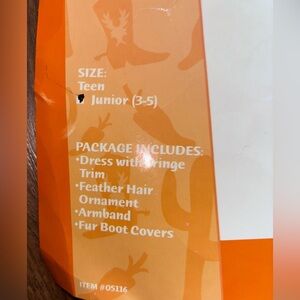 SIZE:
Teen
Junior (3-5)
PACKAGE INCLUDES:
•Dress with Fringe
Trim
•Feather Hair
Ornament
•Armband
•Fur Boot Covers
ITEM #05116